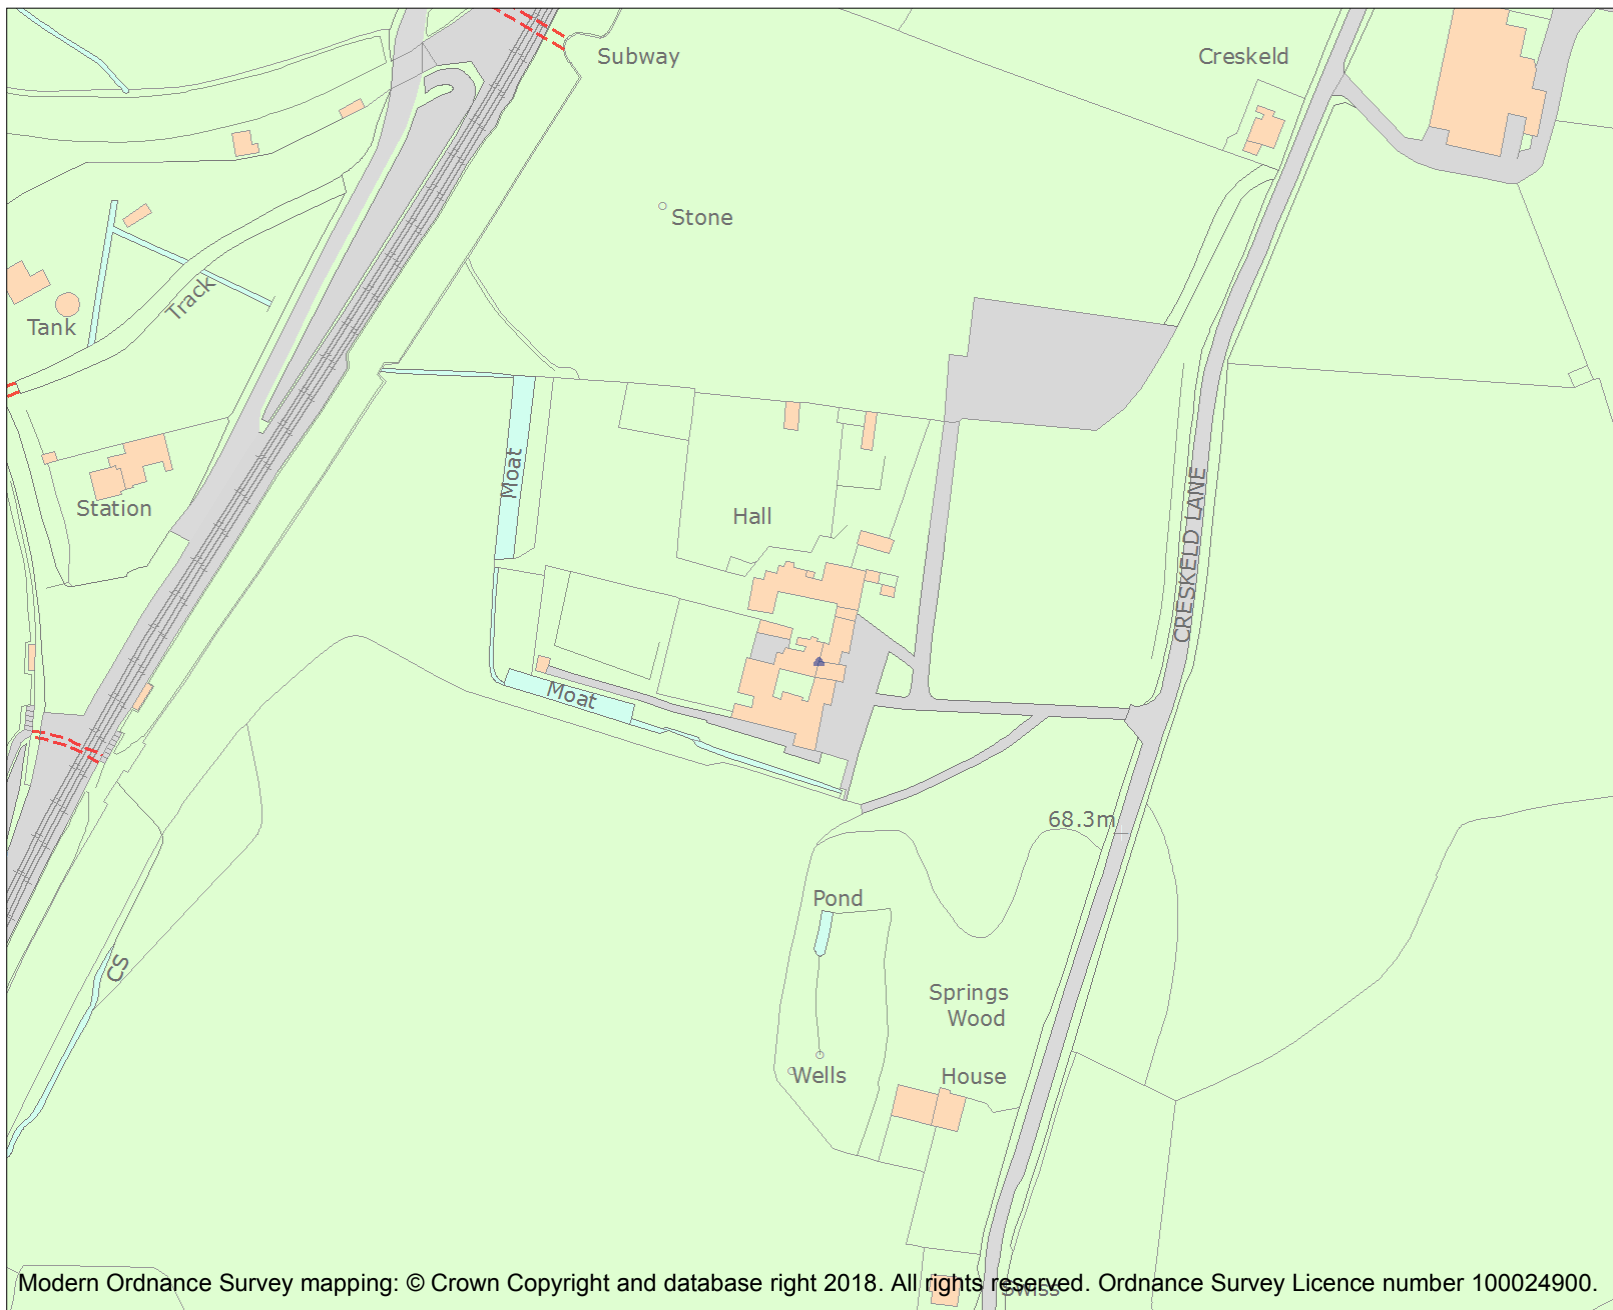 Subway
Creskeld
Stone
Track
Tank
Moat
Station
Hall
CRESKELD LANE
Moat
68.3m
Pond
CS
Springs
Wood
Wells
House
Swiss
Modern Ordnance Survey mapping: © Crown Copyright and database right 2018. All rights reserved. Ordnance Survey Licence number 100024900.